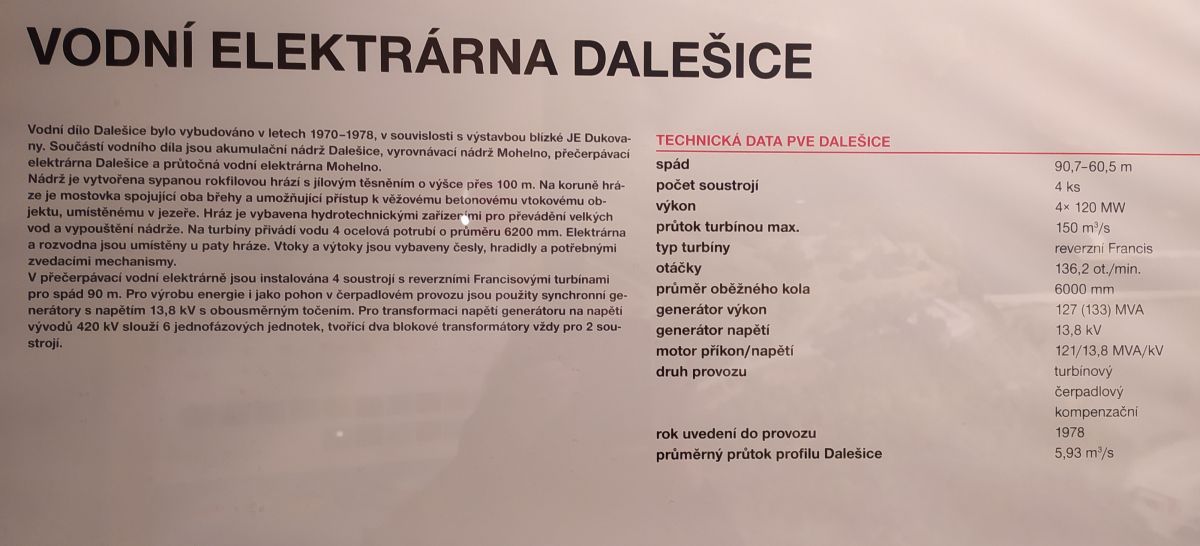 VODNÍ ELEKTRÁRNA DALEŠICE
Vodní dílo Dalešice bylo vybudováno v letech 1970–1978, v souvislosti s výstavbou blízké JE Dukova-
ny. Součástí vodního díla jsou akumulační nádrž Dalešice, vyrovnávací nádrž Mohelno, přečerpávací
elektrárna Dalešice a průtočná vodní elektrárna Mohelno.
Nádrž je vytvořena sypanou rokfilovou hrází s jílovým těsněním o výšce přes 100 m. Na koruně hrá-
ze je mostovka spojující oba břehy a umožňující přístup k věžovému betonovému vtokovému ob-
jektu, umístěnému v jezeře. Hráz je vybavena hydrotechnickými zařízeními pro převádění velkých
vod a vypouštění nádrže. Na turbíny přivádí vodu 4 ocelová potrubí o průměru 6200 mm. Elektrárna
a rozvodna jsou umístěny u paty hráze. Vtoky a výtoky jsou vybaveny česly, hradidly a potřebnými
zvedacími mechanismy.
V přečerpávací vodní elektrárně jsou instalována 4 soustrojí s reverzními Francisovými turbínami
pro spád 90 m. Pro výrobu energie i jako pohon v čerpadlovém provozu jsou použity synchronní ge-
nerátory s napětím 13,8 kV s obousměrným točením. Pro transformaci napětí generátoru na napětí
vývodů 420 kV slouží 6 jednofázových jednotek, tvořící dva blokové transformátory vždy pro 2 sou-
strojí.
TECHNICKÁ DATA PVE DALEŠICE
spád 90,7–60,5 m
počet soustrojí 4 ks
výkon 4× 120 MW
průtok turbínou max. 150 m³/s
typ turbíny reverzní Francis
otáčky 136,2 ot./min.
průměr oběžného kola 6000 mm
generátor výkon 127 (133) MVA
generátor napětí 13,8 kV
motor příkon/napětí 121/13,8 MVA/kV
druh provozu turbínový
čerpadlový
kompenzační
rok uvedení do provozu 1978
průměrný průtok profilu Dalešice 5,93 m³/s